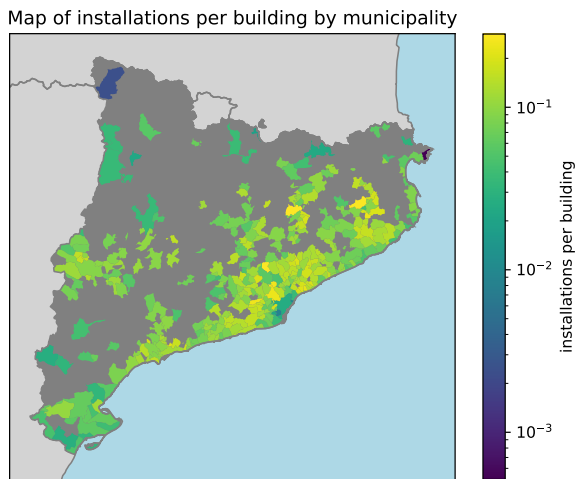 Map of installations per building by municipality
10⁻¹
10⁻²
10⁻³
installations per building